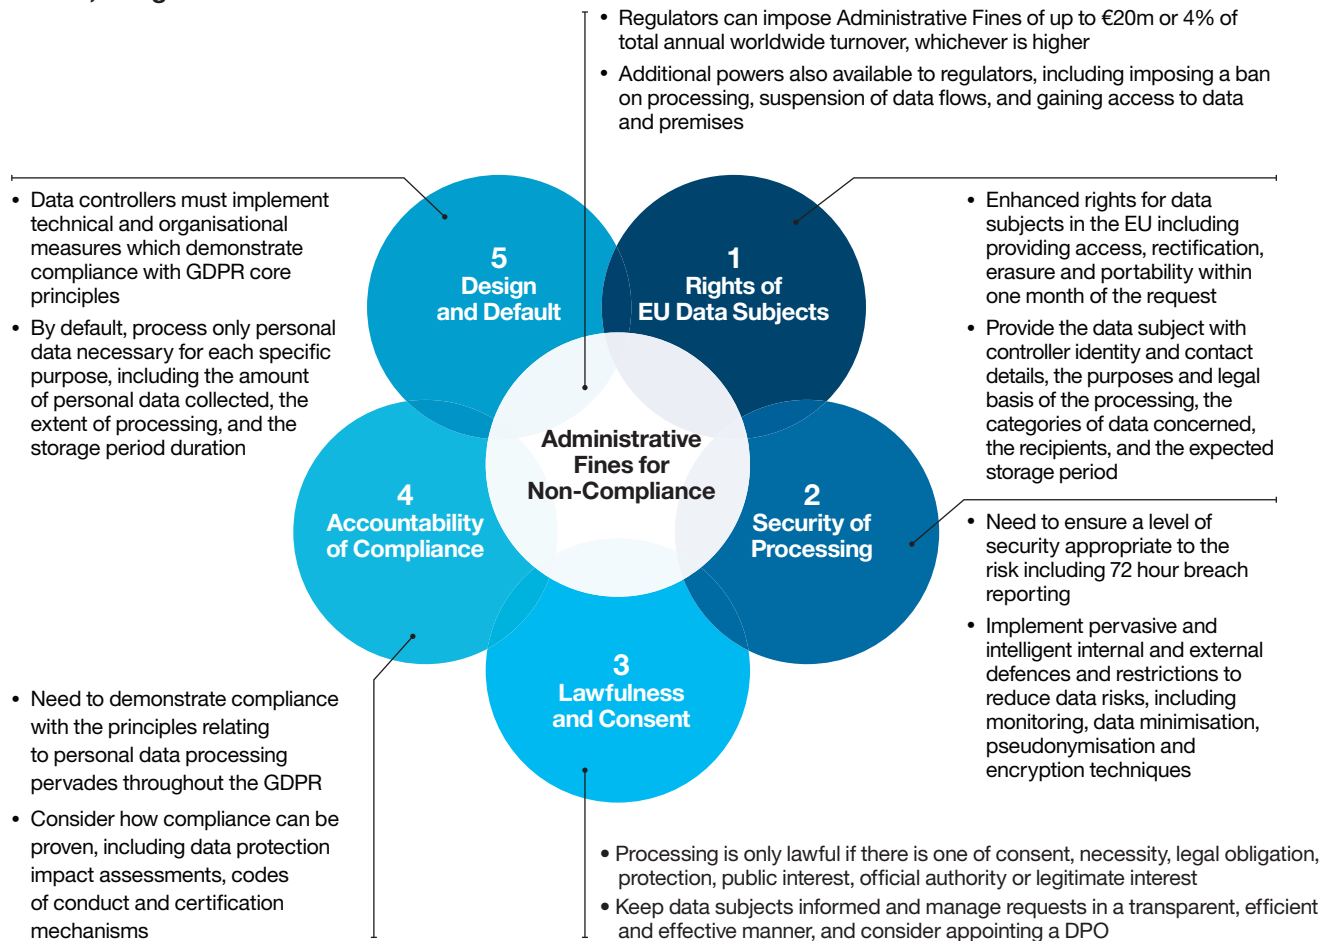 • Regulators can impose Administrative Fines of up to €20m or 4% of
total annual worldwide turnover, whichever is higher
• Additional powers also available to regulators, including imposing a ban
on processing, suspension of data flows, and gaining access to data
and premises
• Data controllers must implement
technical and organisational
measures which demonstrate
compliance with GDPR core
principles
• By default, process only personal
data necessary for each specific
purpose, including the amount
of personal data collected, the
extent of processing, and the
storage period duration
5
Design
and Default
1
Rights of
EU Data Subjects
• Enhanced rights for data
subjects in the EU including
providing access, rectification,
erasure and portability within
one month of the request
• Provide the data subject with
controller identity and contact
details, the purposes and legal
basis of the processing, the
categories of data concerned,
the recipients, and the expected
storage period
Administrative
Fines for
Non-Compliance
4
Accountability
of Compliance
2
Security of
Processing
• Need to ensure a level of
security appropriate to the
risk including 72 hour breach
reporting
• Implement pervasive and
intelligent internal and external
defences and restrictions to
reduce data risks, including
monitoring, data minimisation,
pseudonymisation and
encryption techniques
3
Lawfulness
and Consent
• Need to demonstrate compliance
with the principles relating
to personal data processing
pervades throughout the GDPR
• Consider how compliance can be
proven, including data protection
impact assessments, codes
of conduct and certification
mechanisms
• Processing is only lawful if there is one of consent, necessity, legal obligation,
protection, public interest, official authority or legitimate interest
• Keep data subjects informed and manage requests in a transparent, efficient
and effective manner, and consider appointing a DPO